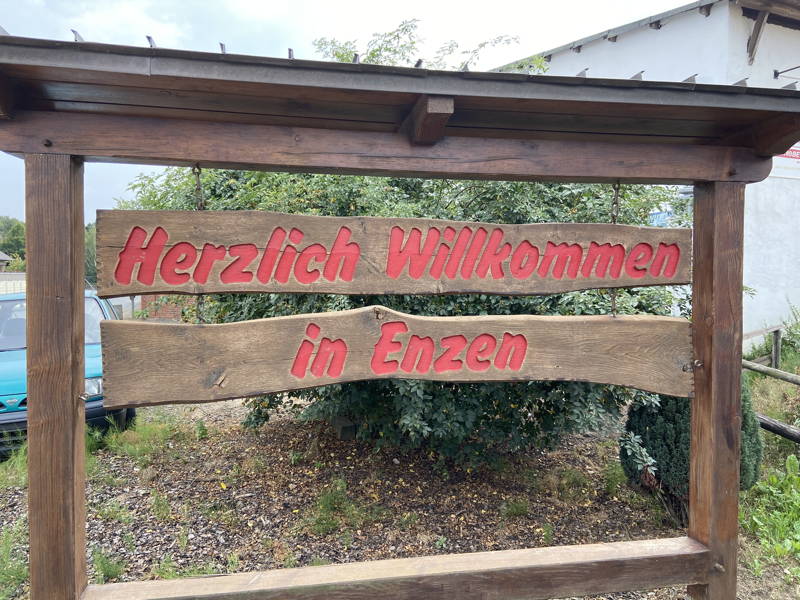 Herzlich Willkommen
in Enzen